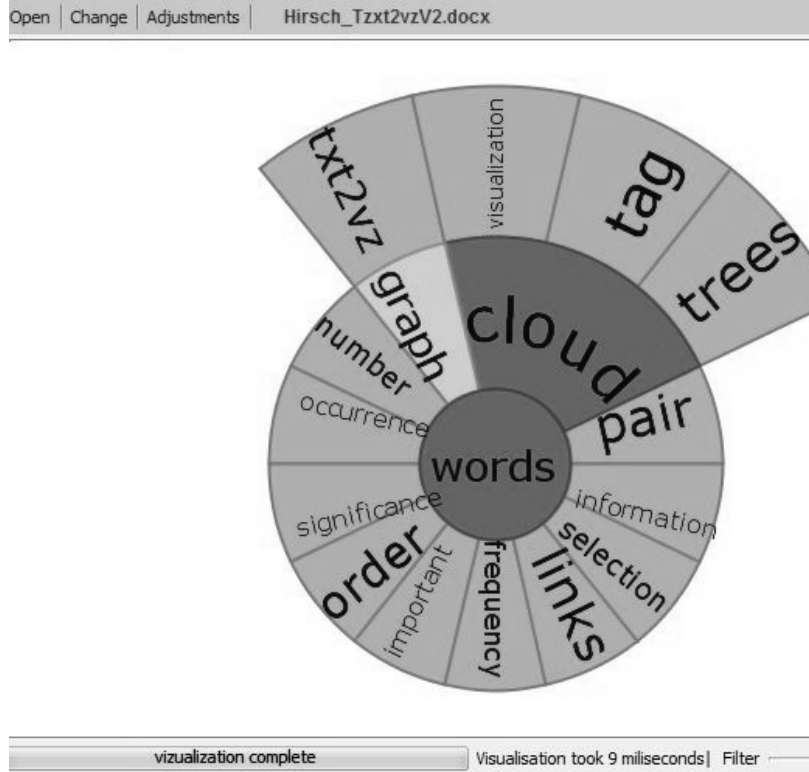 Open | Change | Adjustments | Hirsch_Tzxt2vzV2.docx
txt2vz
visualization
tag
trees
graph
cloud
number
occurrence
pair
words
significance
information
order
selection
important
frequency
links
vizualization complete
Visualisation took 9 miliseconds| Filter